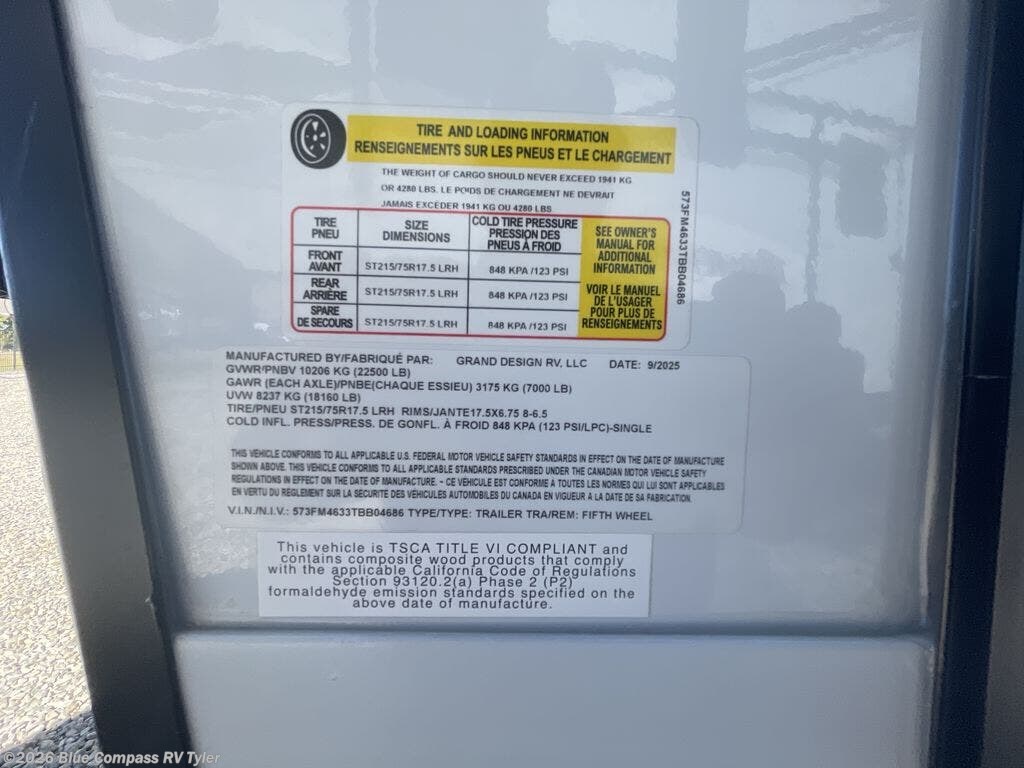 TIRE AND LOADING INFORMATION
RENSEIGNEMENTS SUR LES PNEUS ET LE CHARGEMENT
THE WEIGHT OF CARGO SHOULD NEVER EXCEED 1941 KG
OR 4280 LBS. LE POIDS DE CHARGEMENT NE DEVRAIT
JAMAIS EXCÉDER 1941 KG OU 4280 LBS
TIRE
PNEU
SIZE
DIMENSIONS
COLD TIRE PRESSURE
PRESSION DES
PNEUS À FROID
FRONT
AVANT
ST215/75R17.5 LRH
848 KPA /123 PSI
REAR
ARRIÈRE
ST215/75R17.5 LRH
848 KPA /123 PSI
SPARE
DE SECOURS
ST215/75R17.5 LRH
848 KPA /123 PSI
SEE OWNER'S
MANUAL FOR
ADDITIONAL
INFORMATION
VOIR LE MANUEL
DE L'USAGER
POUR PLUS DE
RENSEIGNEMENTS
573FM4633TBB04686
MANUFACTURED BY/FABRIQUÉ PAR: GRAND DESIGN RV, LLC DATE: 9/2025
GVWR/PNBV 10206 KG (22500 LB)
GAWR (EACH AXLE)/PNBE(CHAQUE ESSIEU) 3175 KG (7000 LB)
UVW 8237 KG (18160 LB)
TIRE/PNEU ST215/75R17.5 LRH RIMS/JANTE17.5X6.75 8-6.5
COLD INFL. PRESS/PRESS. DE GONFL. À FROID 848 KPA (123 PSI/LPC)-SINGLE
THIS VEHICLE CONFORMS TO ALL APPLICABLE U.S. FEDERAL MOTOR VEHICLE SAFETY STANDARDS IN EFFECT ON THE DATE OF MANUFACTURE
SHOWN ABOVE. THIS VEHICLE CONFORMS TO ALL APPLICABLE STANDARDS PRESCRIBED UNDER THE CANADIAN MOTOR VEHICLE SAFETY
REGULATIONS IN EFFECT ON THE DATE OF MANUFACTURE. - CE VÉHICULE EST CONFORME À TOUTES LES NORMES QUI LUI SONT APPLICABLES
EN VERTU DU RÈGLEMENT SUR LA SÉCURITÉ DES VÉHICULES AUTOMOBILES DU CANADA EN VIGUEUR À LA DATE DE SA FABRICATION.
V.I.N./N.I.V.: 573FM4633TBB04686 TYPE/TYPE: TRAILER TRA/REM: FIFTH WHEEL
This vehicle is TSCA TITLE VI COMPLIANT and
contains composite wood products that comply
with the applicable California Code of Regulations
Section 93120.2(a) Phase 2 (P2)
formaldehyde emission standards specified on the
above date of manufacture.
©2026 Blue Compass RV Tyler